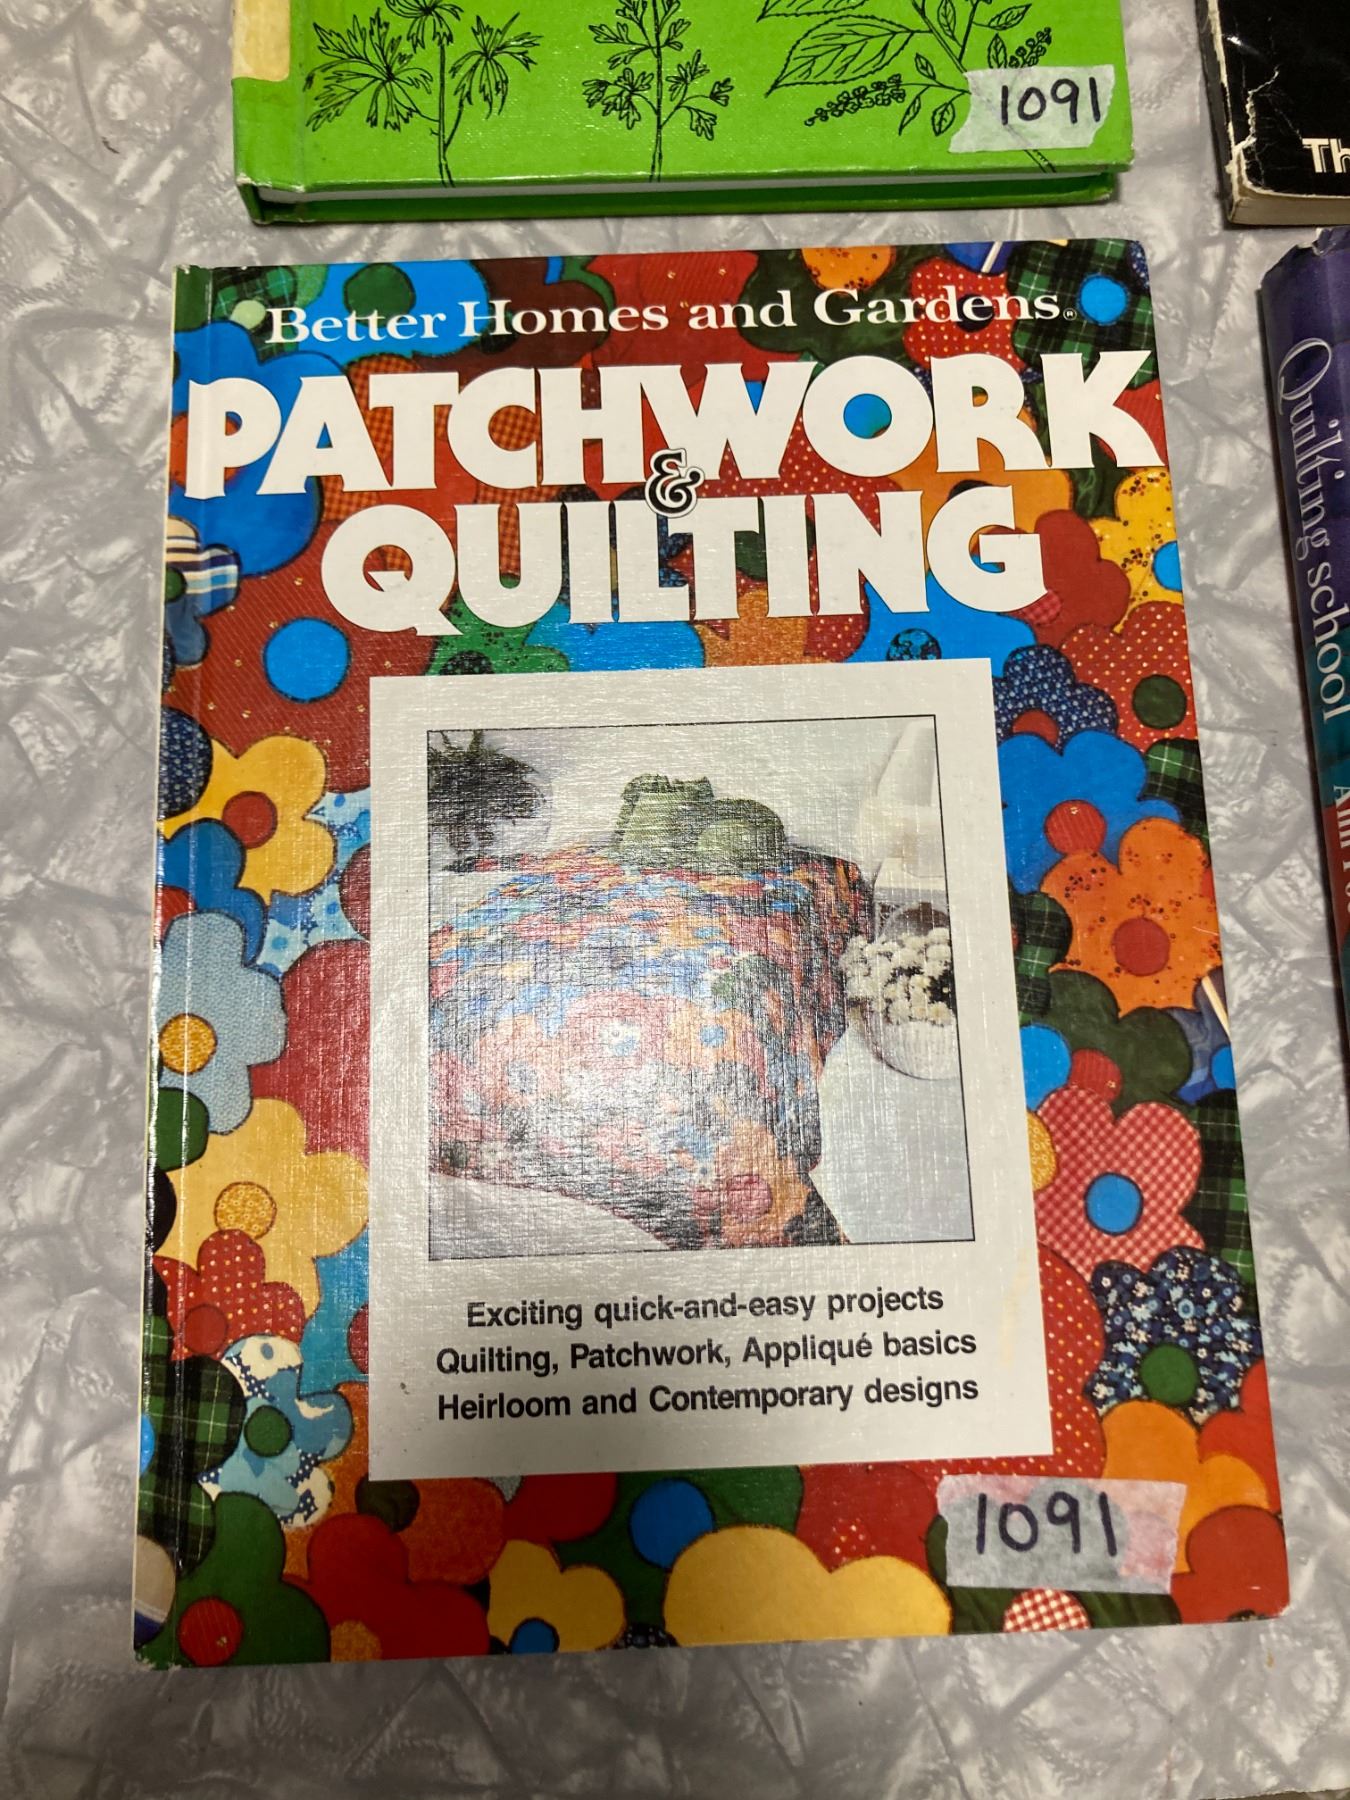 1091
Th
Better Homes and Gardens®
PATCHWORK
&
QUILTING
Quilting school
Exciting quick-and-easy projects
Quilting, Patchwork, Appliqué basics
Heirloom and Contemporary designs
1091